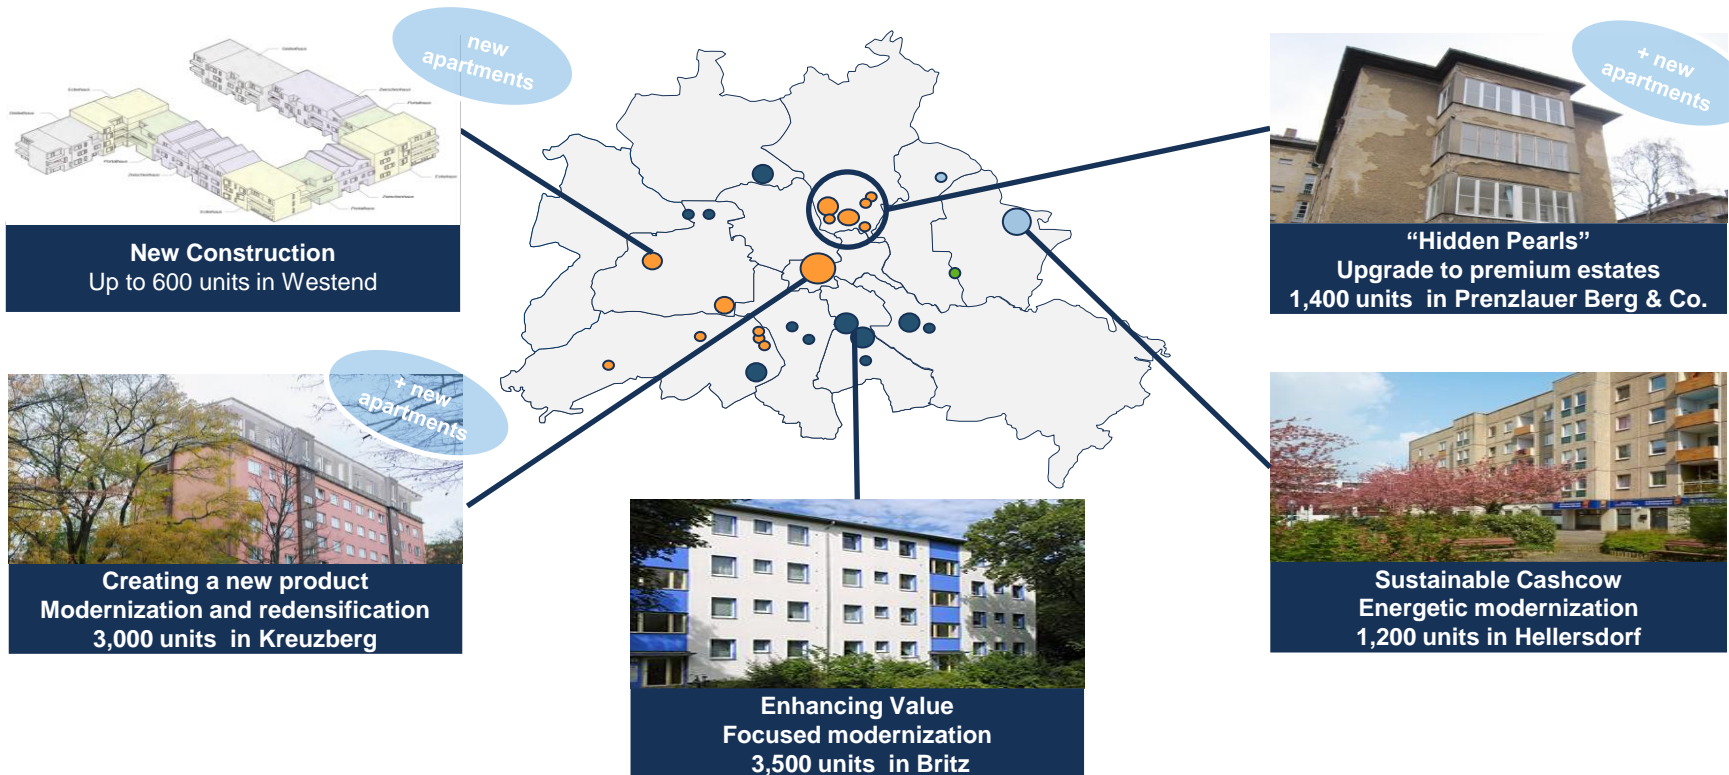 new
apartments
New Construction
Up to 600 units in Westend
+ new
apartments
“Hidden Pearls”
Upgrade to premium estates
1,400 units in Prenzlauer Berg & Co.
+ new
apartments
Creating a new product
Modernization and redensification
3,000 units in Kreuzberg
Enhancing Value
Focused modernization
3,500 units in Britz
Sustainable Cashcow
Energetic modernization
1,200 units in Hellersdorf